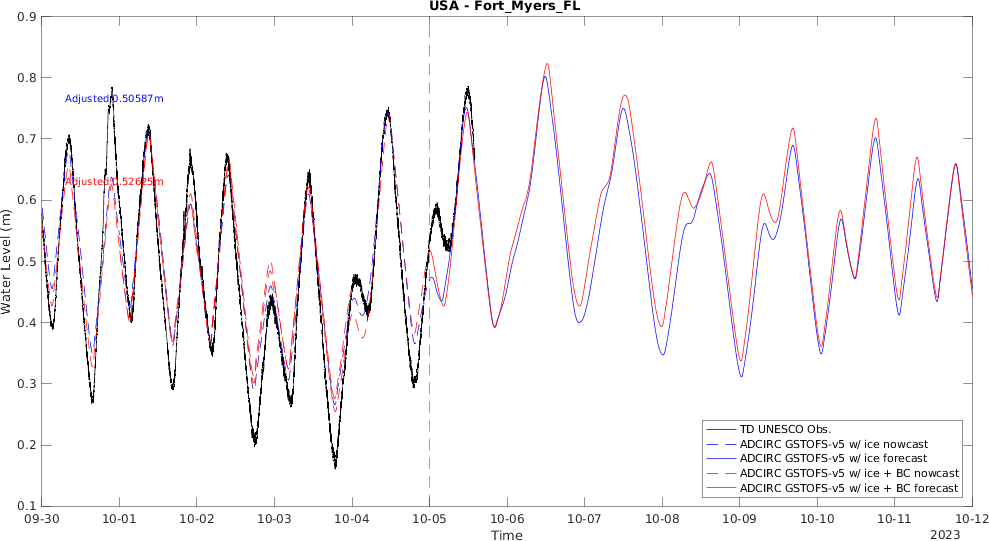 USA - Fort_Myers_FL
0.9
0.8
Adjusted 0.50587m
0.7
Adjusted 0.52625m
0.6
0.5
0.4
0.3
0.2
0.1
Water Level (m)
TD UNESCO Obs.
ADCIRC GSTOFS-v5 w/ ice nowcast
ADCIRC GSTOFS-v5 w/ ice forecast
ADCIRC GSTOFS-v5 w/ ice + BC nowcast
ADCIRC GSTOFS-v5 w/ ice + BC forecast
09-30 10-01 10-02 10-03 10-04 10-05 10-06 10-07 10-08 10-09 10-10 10-11 10-12
Time
2023